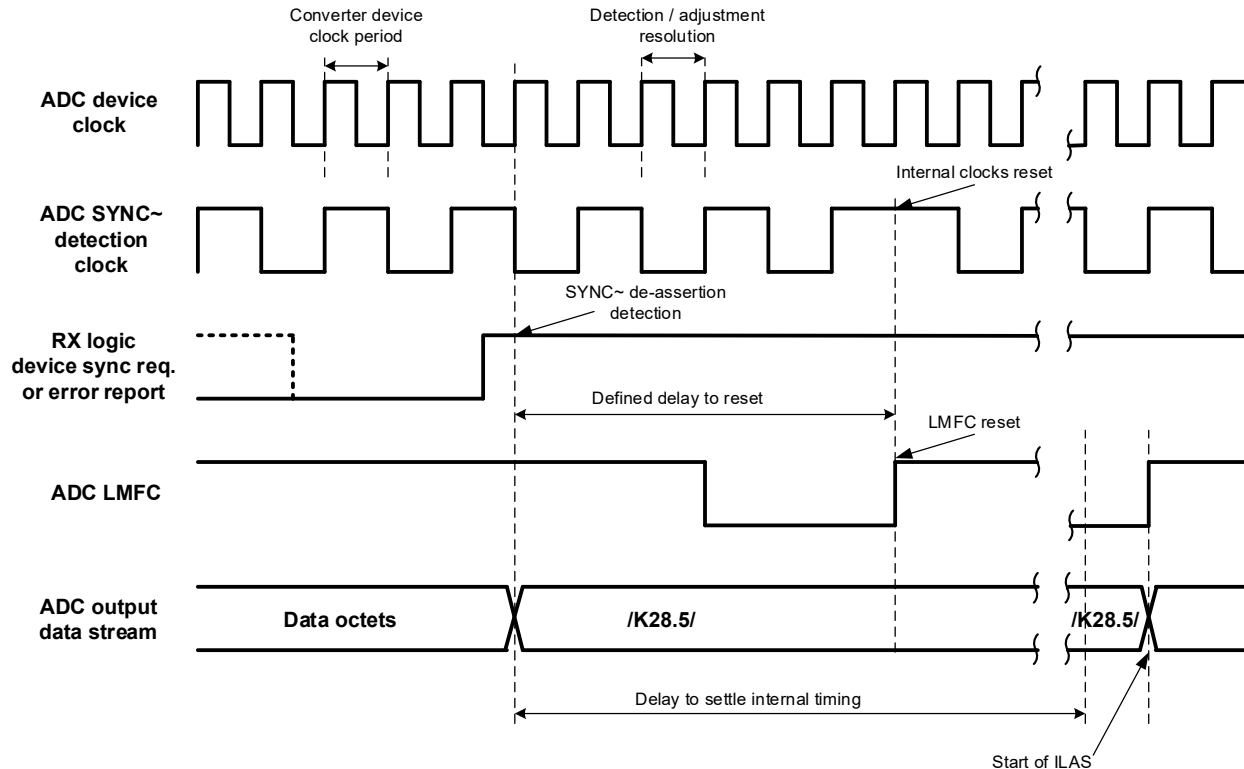 Converter device
clock period
Detection / adjustment
resolution
ADC device
clock
Internal clocks reset
ADC SYNC~
detection
clock
SYNC~ de-assertion
detection
RX logic
device sync req.
or error report
Defined delay to reset
LMFC reset
ADC LMFC
ADC output
data stream
Data octets
/K28.5/
/K28.5/
Delay to settle internal timing
Start of ILAS